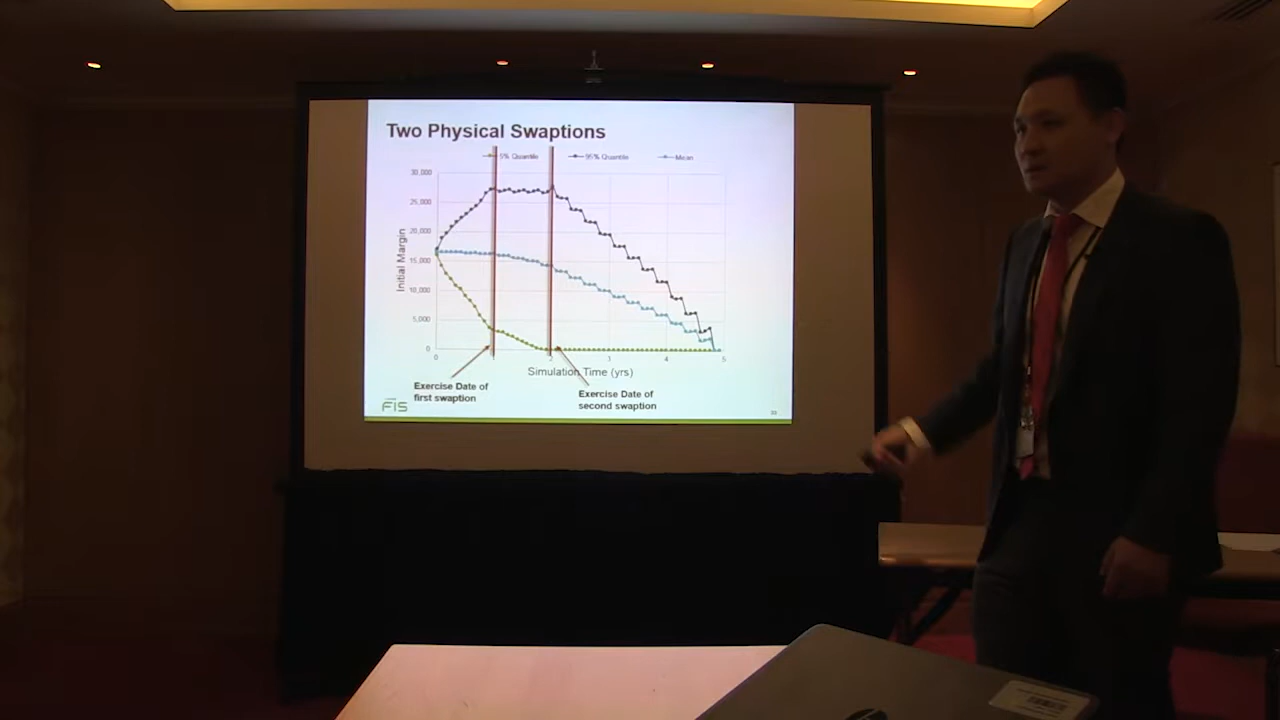 Two Physical Swaptions
5% Quantile 95% Quantile Mean
30,000
25,000
20,000
15,000
10,000
5,000
0
Initial Margin
0 1 2 3 4 5
Simulation Time (yrs)
Exercise Date of
first swaption
Exercise Date of
second swaption
FIS